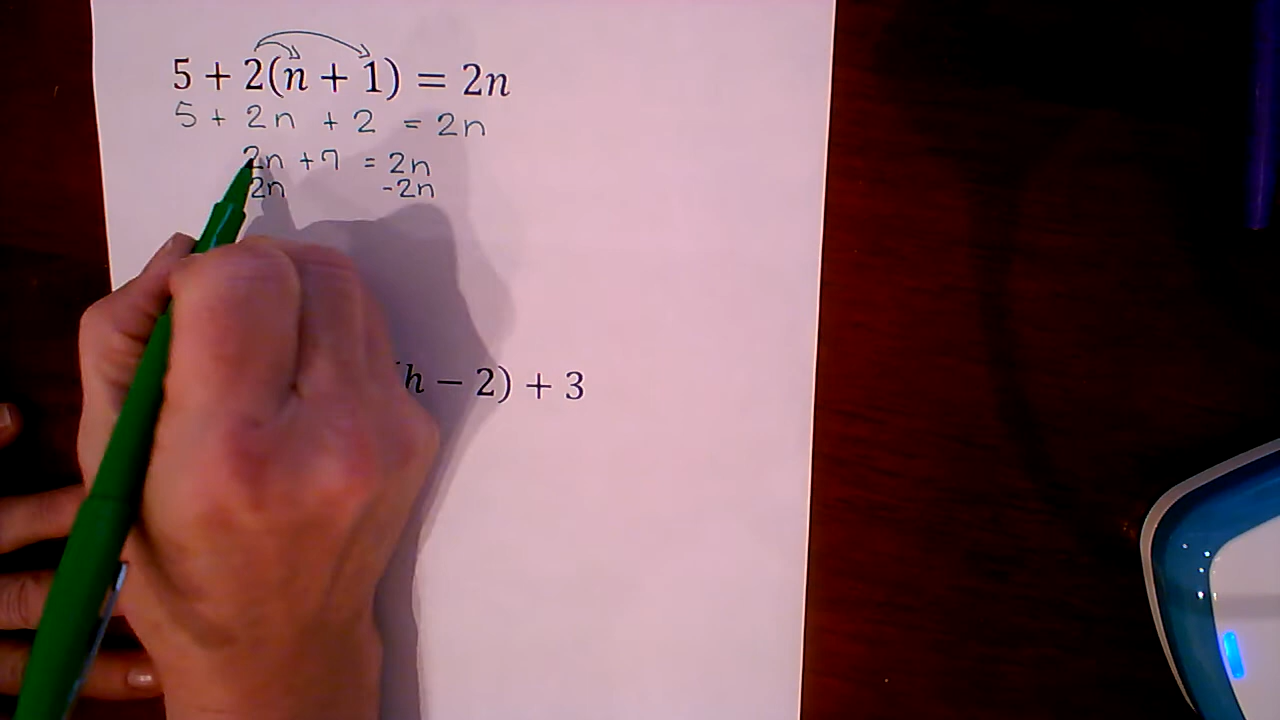 5 + 2(n + 1) = 2n
5 + 2n + 2 = 2n
2n + 7 = 2n
2n -2n
h − 2) + 3